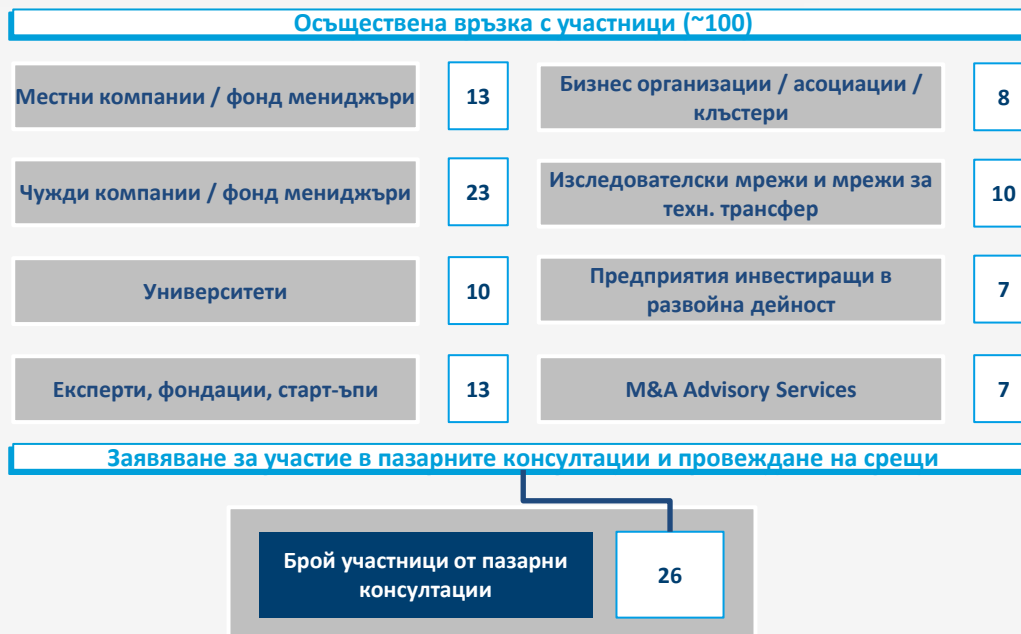 Осъществена връзка с участници (~100)
Местни компании / фонд мениджъри
13
Бизнес организации / асоциации /
клъстери
8
Чужди компании / фонд мениджъри
23
Изследователски мрежи и мрежи за
техн. трансфер
10
Университети
10
Предприятия инвестиращи в
развойна дейност
7
Експерти, фондации, старт-ъпи
13
M&A Advisory Services
7
Заявяване за участие в пазарните консултации и провеждане на срещи
Брой участници от пазарни
консултации
26